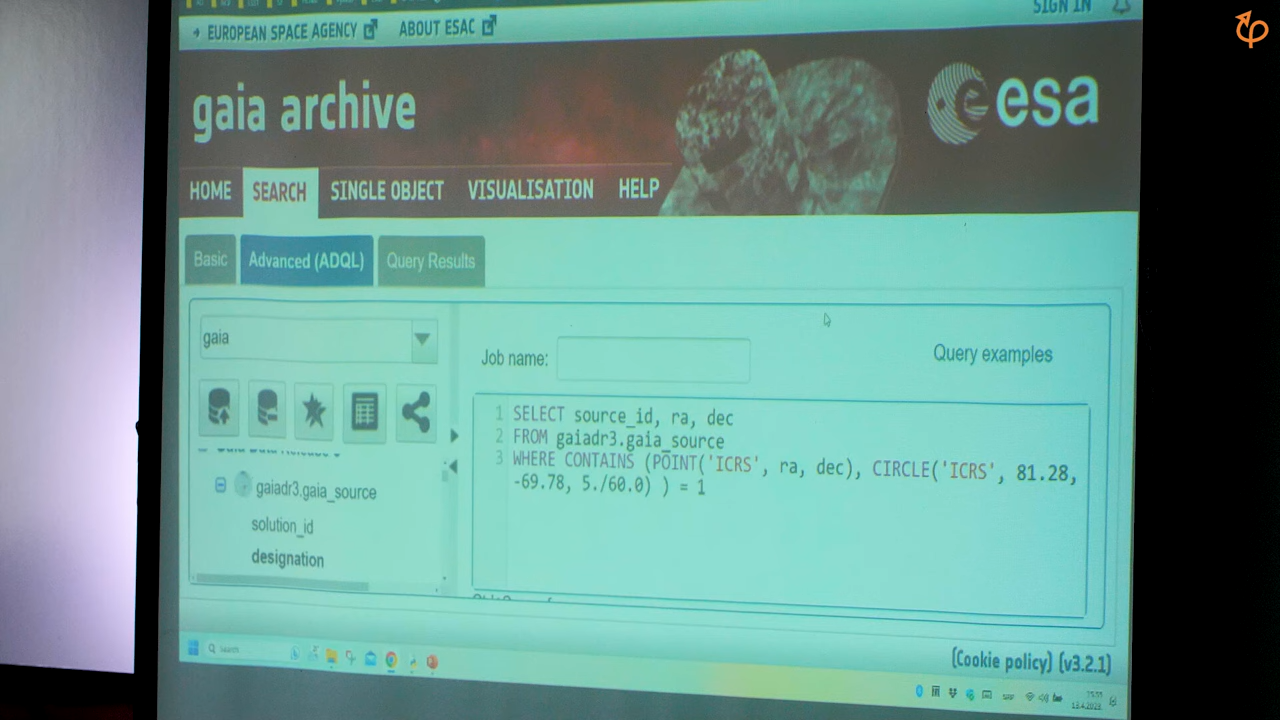 SIGN IN
EUROPEAN SPACE AGENCY ABOUT ESAC
gaia archive
esa
HOME SEARCH SINGLE OBJECT VISUALISATION HELP
Basic Advanced (ADQL) Query Results
gaia
Job name: Query examples
1 SELECT source_id, ra, dec
2 FROM gaiadr3.gaia_source
3 WHERE CONTAINS (POINT('ICRS', ra, dec), CIRCLE('ICRS', 81.28,
-69.78, 5./60.0) ) = 1
gaiadr3.gaia_source
solution_id
designation
(Cookie policy) (v3.2.1)
Search